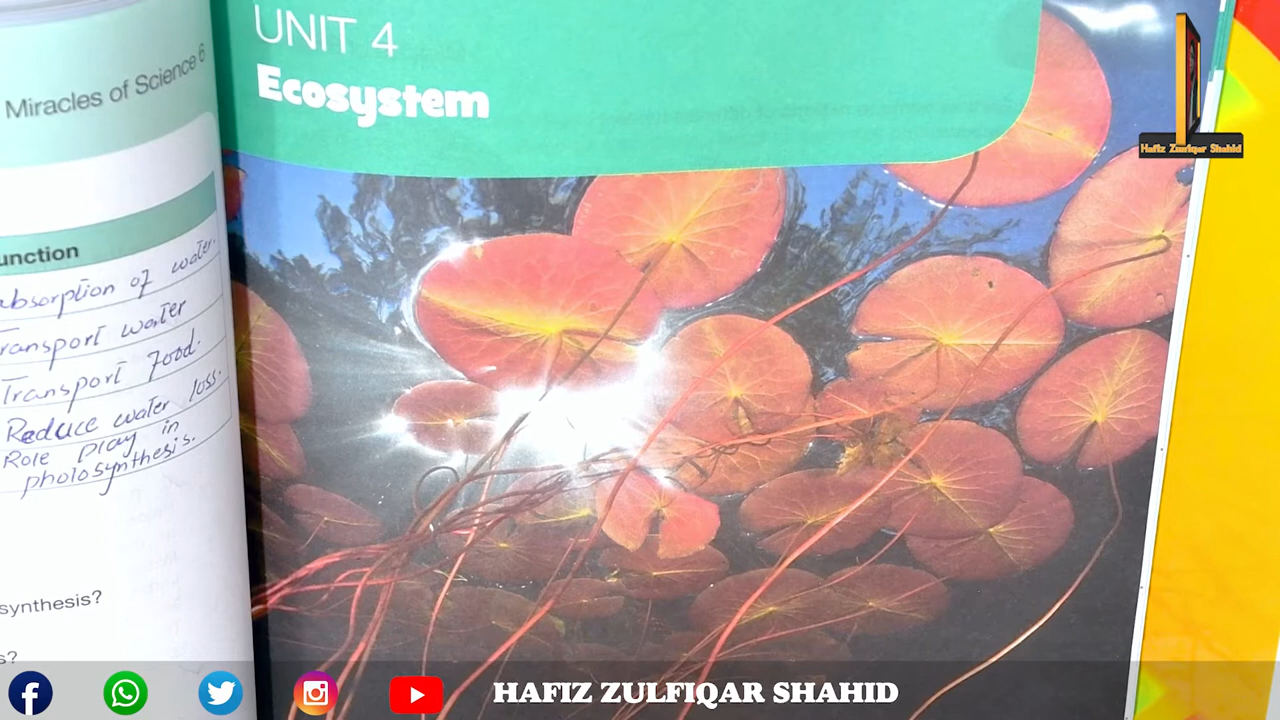 Miracles of Science 6
unction
absorption of water.
Transport water
Transport Food.
Reduce water loss.
Role play in
photosynthesis.
synthesis?
s?
UNIT 4
Ecosystem
Hafiz Zulfiqar Shahid
HAFIZ ZULFIQAR SHAHID